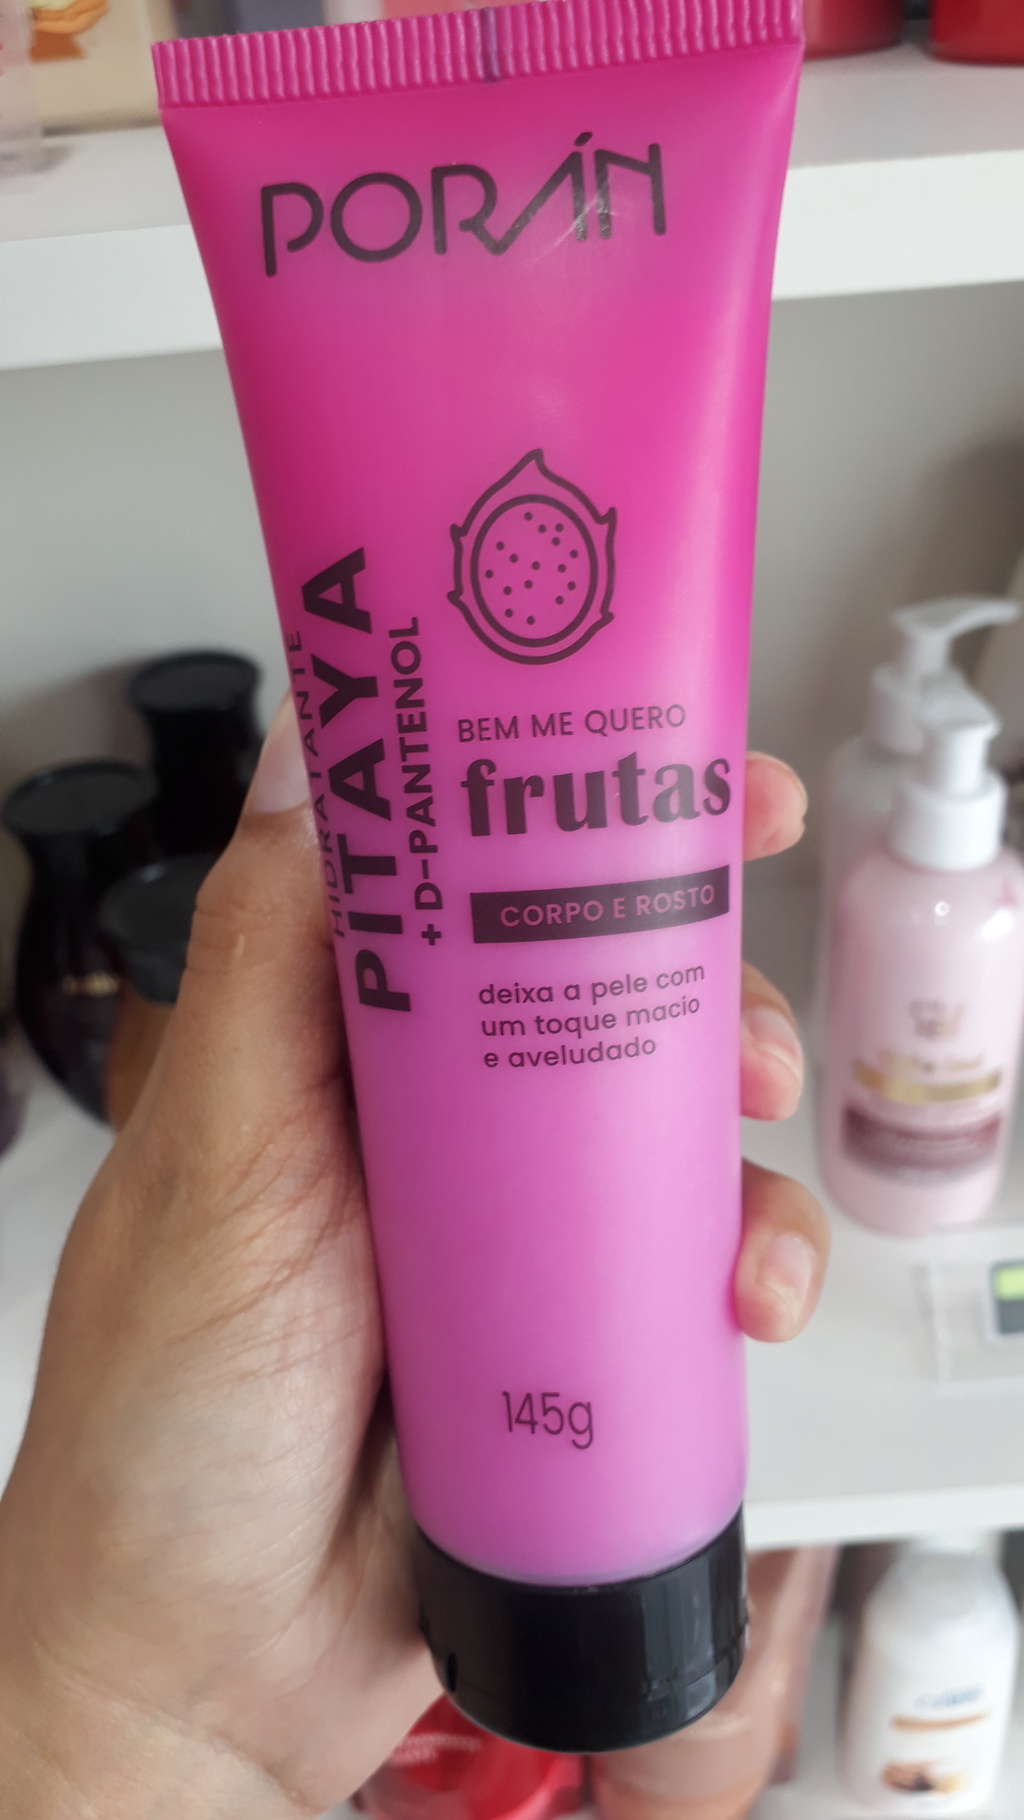 PORÁN
HIDRATANTE
PITAYA
+ D-PANTENOL
BEM ME QUERO
frutas
CORPO E ROSTO
deixa a pele com
um toque macio
e aveludado
145g